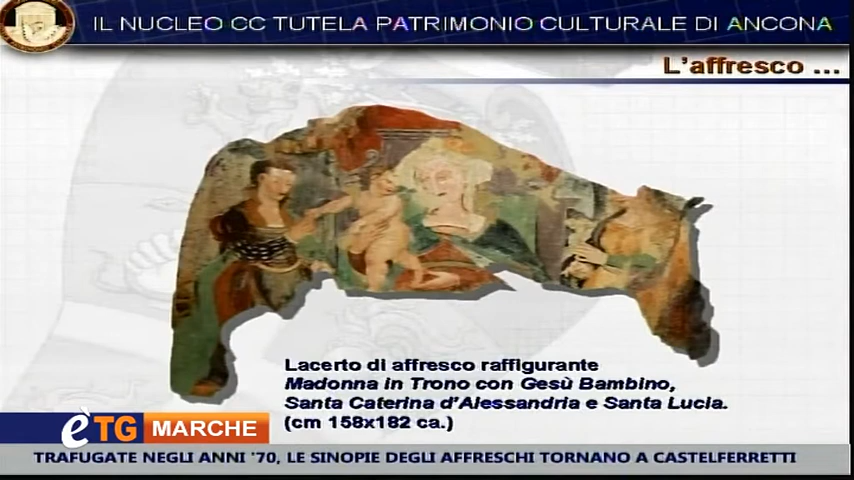 IL NUCLEO CC TUTELA PATRIMONIO CULTURALE DI ANCONA
L'affresco ...
Lacerto di affresco raffigurante
Madonna in Trono con Gesù Bambino,
Santa Caterina d'Alessandria e Santa Lucia.
(cm 158x182 ca.)
èTG MARCHE
TRAFUGATE NEGLI ANNI '70, LE SINOPIE DEGLI AFFRESCHI TORNANO A CASTELFERRETTI